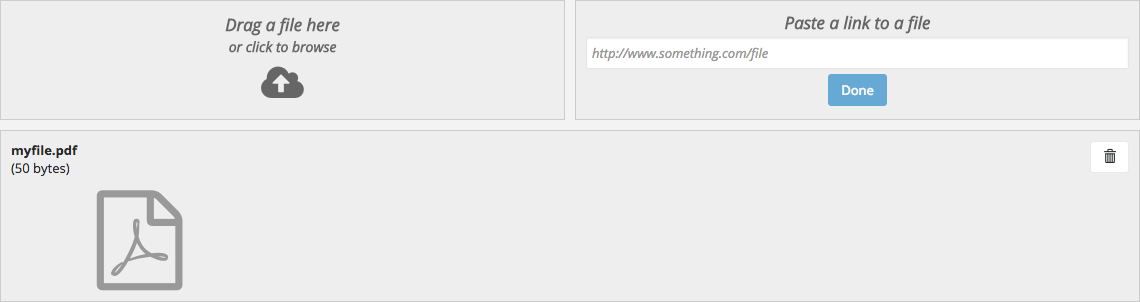 Drag a file here
or click to browse
Paste a link to a file
http://www.something.com/file
Done
myfile.pdf
(50 bytes)